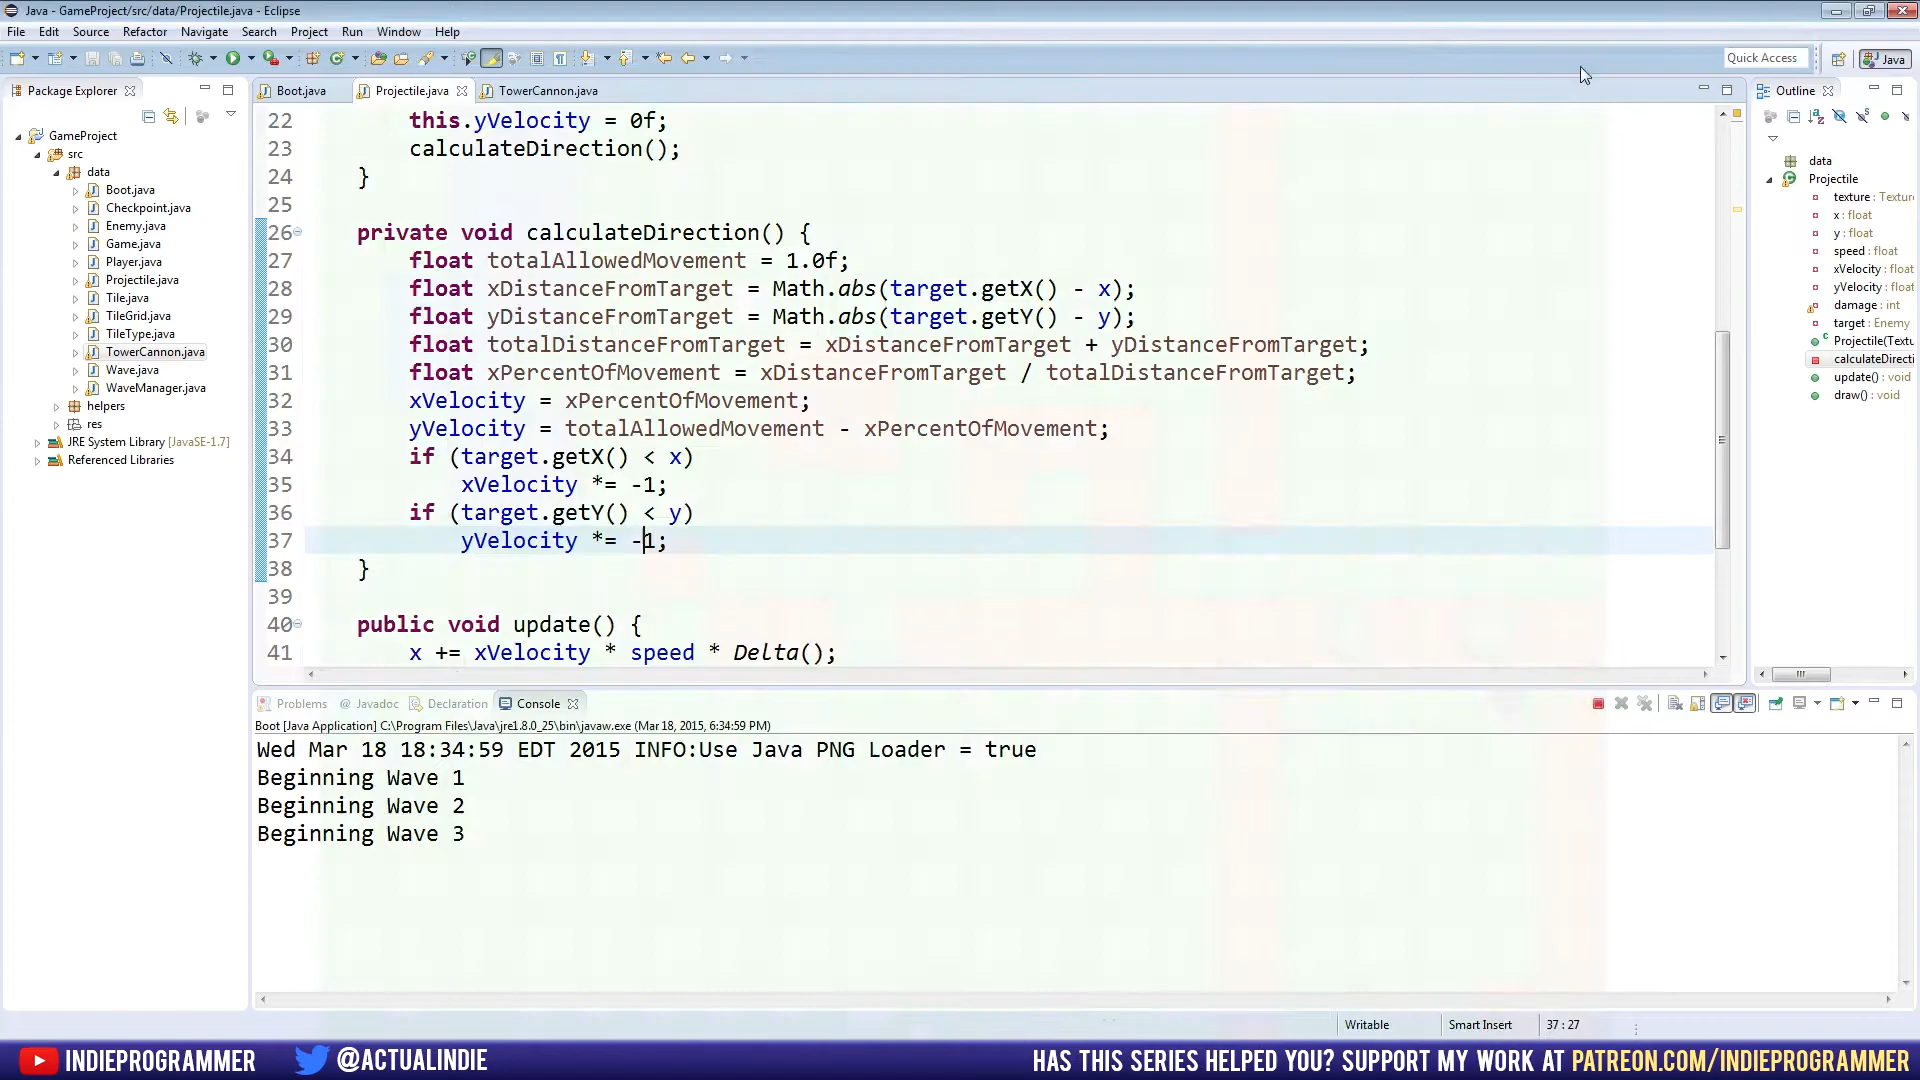 Java - GameProject/src/data/Projectile.java - Eclipse
File Edit Source Refactor Navigate Search Project Run Window Help
Quick Access
Java
Package Explorer
GameProject
src
data
Boot.java
Checkpoint.java
Enemy.java
Game.java
Player.java
Projectile.java
Tile.java
TileGrid.java
TileType.java
TowerCannon.java
Wave.java
WaveManager.java
helpers
res
JRE System Library [JavaSE-1.7]
Referenced Libraries
Boot.java Projectile.java TowerCannon.java
22 this.yVelocity = 0f;
23 calculateDirection();
24 }
25
26 private void calculateDirection() {
27 float totalAllowedMovement = 1.0f;
28 float xDistanceFromTarget = Math.abs(target.getX() - x);
29 float yDistanceFromTarget = Math.abs(target.getY() - y);
30 float totalDistanceFromTarget = xDistanceFromTarget + yDistanceFromTarget;
31 float xPercentOfMovement = xDistanceFromTarget / totalDistanceFromTarget;
32 xVelocity = xPercentOfMovement;
33 yVelocity = totalAllowedMovement - xPercentOfMovement;
34 if (target.getX() < x)
35 xVelocity *= -1;
36 if (target.getY() < y)
37 yVelocity *= -1;
38 }
39
40 public void update() {
41 x += xVelocity * speed * Delta();
Outline
data
Projectile
texture : Textur
x : float
y : float
speed : float
xVelocity : float
yVelocity : float
damage : int
target : Enemy
Projectile(Textu
calculateDirecti
update() : void
draw() : void
Problems @ Javadoc Declaration Console
Boot [Java Application] C:\Program Files\Java\jre1.8.0_25\bin\javaw.exe (Mar 18, 2015, 6:34:59 PM)
Wed Mar 18 18:34:59 EDT 2015 INFO:Use Java PNG Loader = true
Beginning Wave 1
Beginning Wave 2
Beginning Wave 3
Writable Smart Insert 37 : 27
INDIEPROGRAMMER @ACTUALINDIE HAS THIS SERIES HELPED YOU? SUPPORT MY WORK AT PATREON.COM/INDIEPROGRAMMER